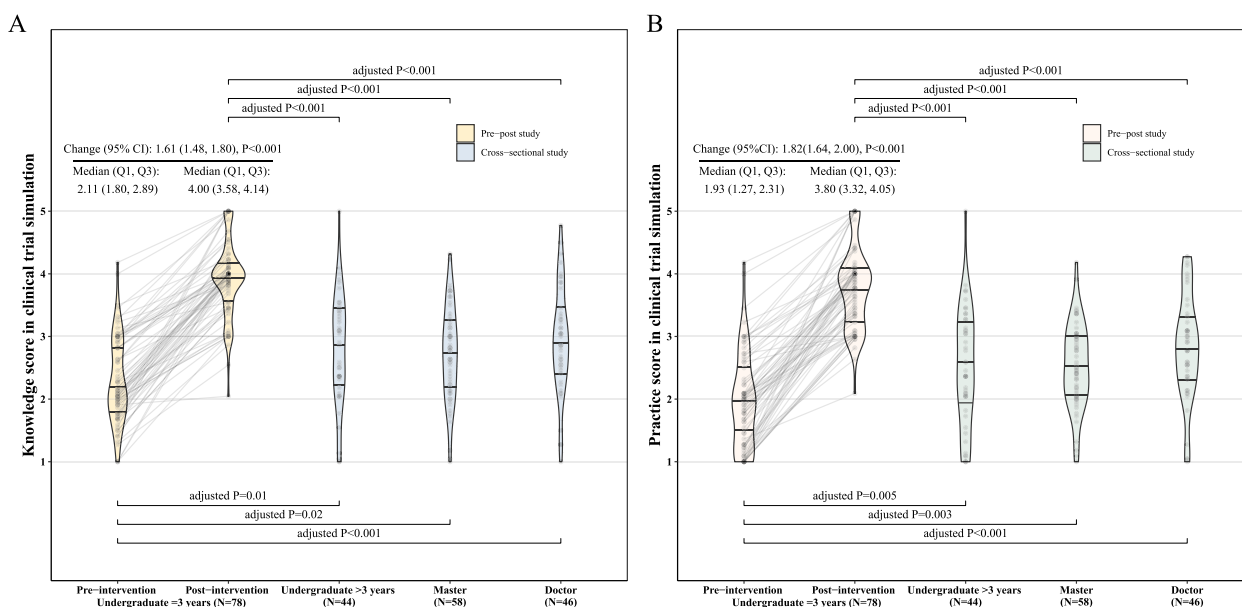 A
adjusted P<0.001
adjusted P<0.001
adjusted P<0.001
Pre−post study
Cross−sectional study
Change (95% CI): 1.61 (1.48, 1.80), P<0.001
Median (Q1, Q3): Median (Q1, Q3):
2.11 (1.80, 2.89) 4.00 (3.58, 4.14)
Knowledge score in clinical trial simulation
5
4
3
2
1
adjusted P=0.01
adjusted P=0.02
adjusted P<0.001
Pre−intervention Post−intervention Undergraduate >3 years Master Doctor
Undergraduate =3 years (N=78) (N=44) (N=58) (N=46)
B
adjusted P<0.001
adjusted P<0.001
adjusted P<0.001
Pre−post study
Cross−sectional study
Change (95%CI): 1.82(1.64, 2.00), P<0.001
Median (Q1, Q3): Median (Q1, Q3):
1.93 (1.27, 2.31) 3.80 (3.32, 4.05)
Practice score in clinical trial simulation
5
4
3
2
1
adjusted P=0.005
adjusted P=0.003
adjusted P<0.001
Pre−intervention Post−intervention Undergraduate >3 years Master Doctor
Undergraduate =3 years (N=78) (N=44) (N=58) (N=46)